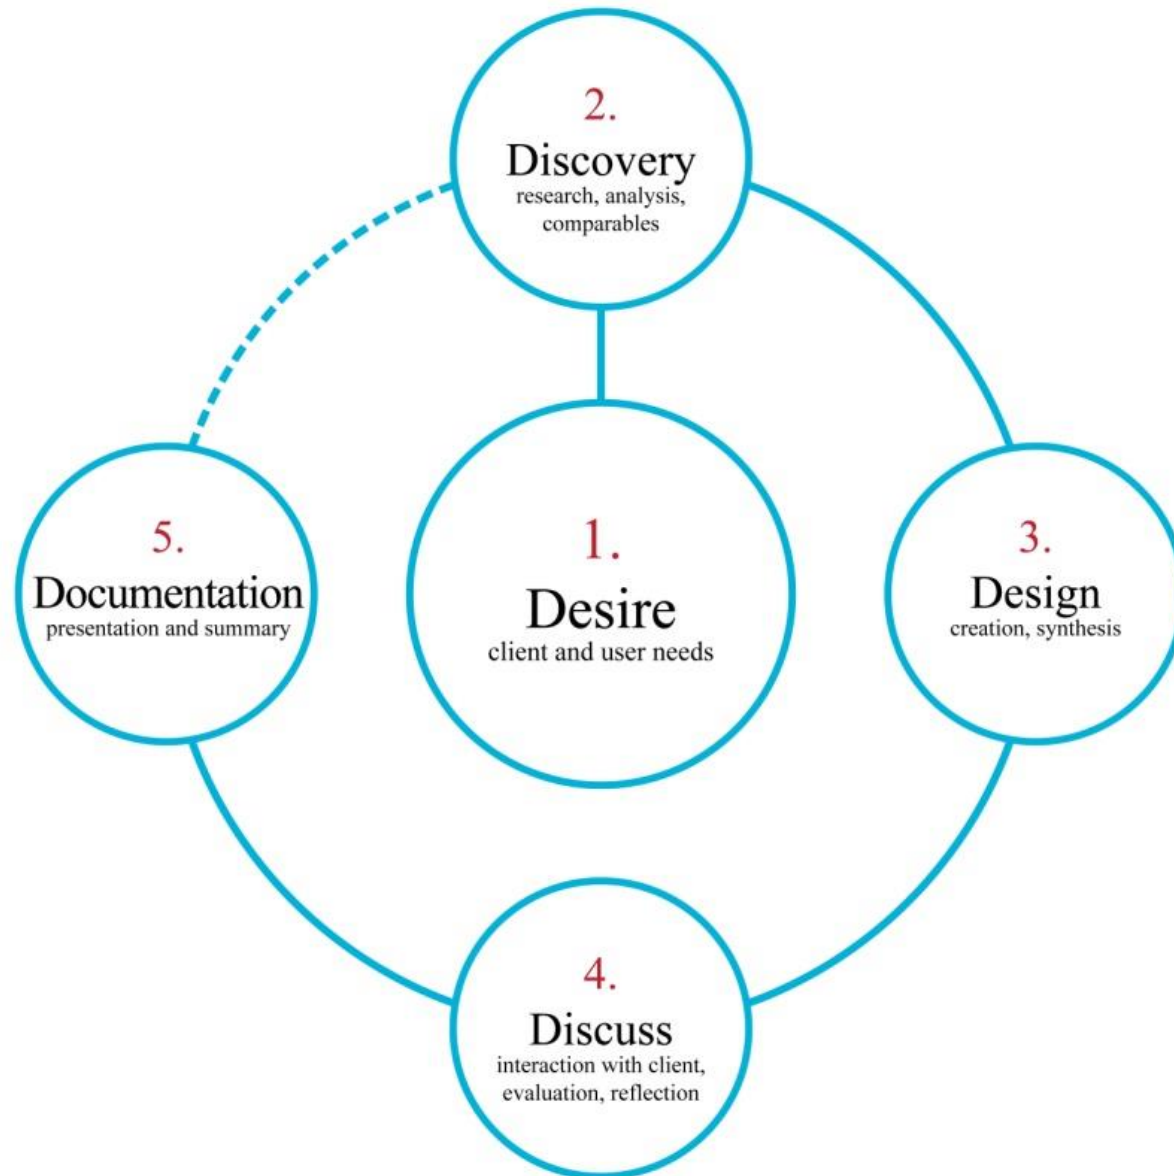 2.
Discovery
research, analysis,
comparables
5.
Documentation
presentation and summary
1.
Desire
client and user needs
3.
Design
creation, synthesis
4.
Discuss
interaction with client,
evaluation, reflection